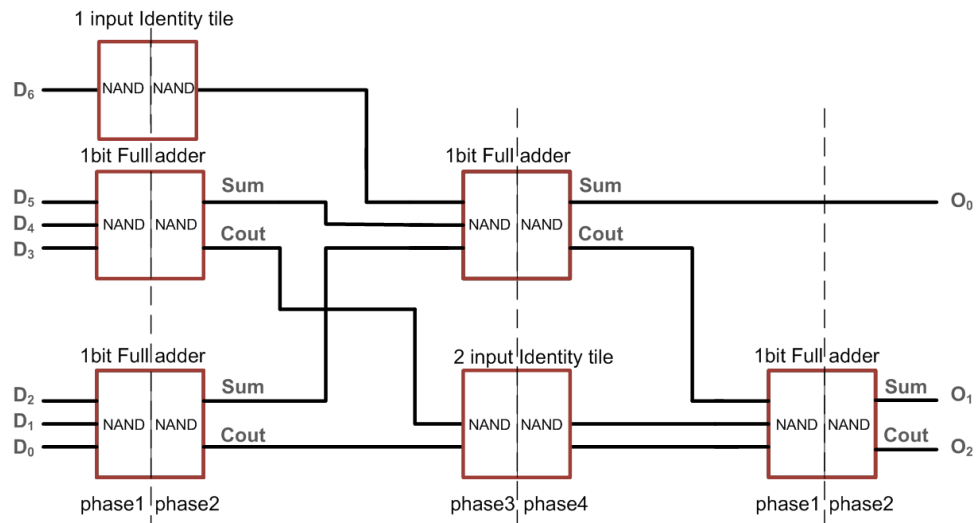 1 input Identity tile
D6 NAND NAND
1bit Full adder 1bit Full adder
D5 Sum Sum O0
D4 NAND NAND NAND NAND
D3 Cout Cout
1bit Full adder 2 input Identity tile 1bit Full adder
D2 Sum Sum O1
D1 NAND NAND NAND NAND NAND NAND
D0 Cout Cout O2
phase1 phase2 phase3 phase4 phase1 phase2